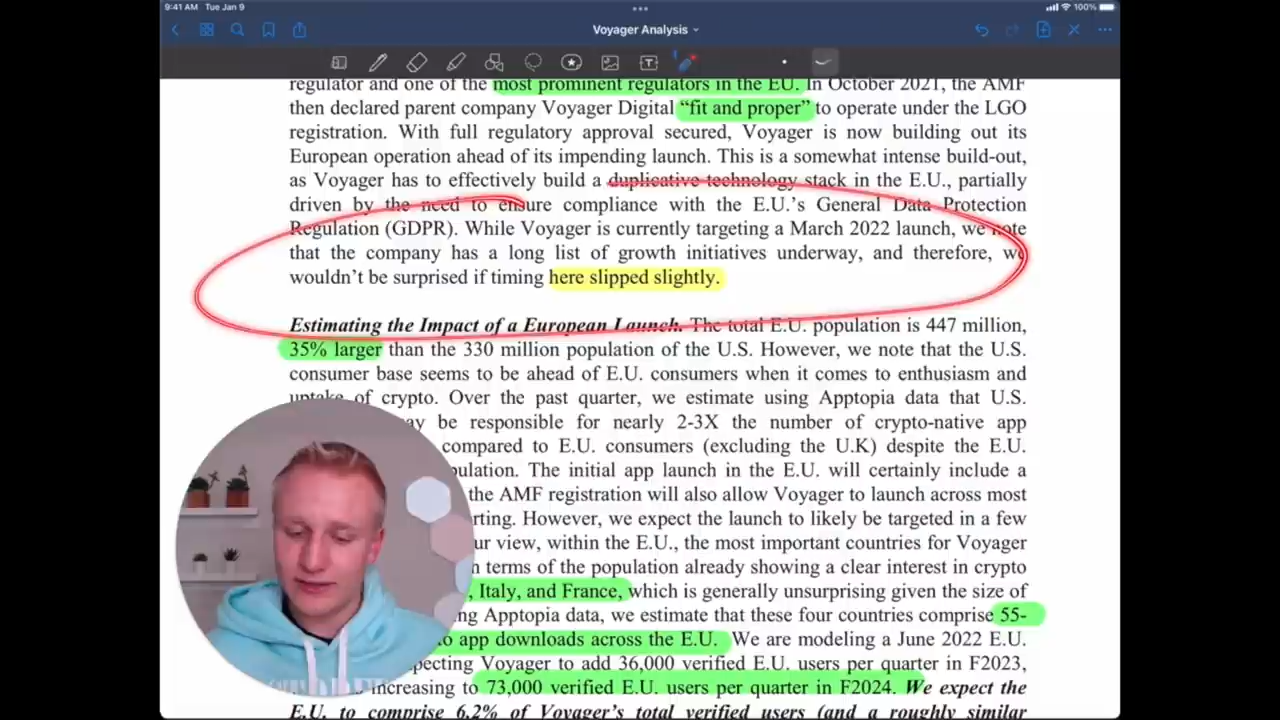 9:41 AM Tue Jan 9
100%
Voyager Analysis
regulator and one of the most prominent regulators in the EU. In October 2021, the AMF
then declared parent company Voyager Digital “fit and proper” to operate under the LGO
registration. With full regulatory approval secured, Voyager is now building out its
European operation ahead of its impending launch. This is a somewhat intense build-out,
as Voyager has to effectively build a duplicative technology stack in the E.U., partially
driven by the need to ensure compliance with the E.U.’s General Data Protection
Regulation (GDPR). While Voyager is currently targeting a March 2022 launch, we note
that the company has a long list of growth initiatives underway, and therefore, we
wouldn’t be surprised if timing here slipped slightly.
Estimating the Impact of a European Launch. The total E.U. population is 447 million,
35% larger than the 330 million population of the U.S. However, we note that the U.S.
consumer base seems to be ahead of E.U. consumers when it comes to enthusiasm and
uptake of crypto. Over the past quarter, we estimate using Apptopia data that U.S.
ay be responsible for nearly 2-3X the number of crypto-native app
compared to E.U. consumers (excluding the U.K) despite the E.U.
pulation. The initial app launch in the E.U. will certainly include a
the AMF registration will also allow Voyager to launch across most
rting. However, we expect the launch to likely be targeted in a few
ur view, within the E.U., the most important countries for Voyager
n terms of the population already showing a clear interest in crypto
, Italy, and France, which is generally unsurprising given the size of
ng Apptopia data, we estimate that these four countries comprise 55-
o app downloads across the E.U. We are modeling a June 2022 E.U.
pecting Voyager to add 36,000 verified E.U. users per quarter in F2023,
increasing to 73,000 verified E.U. users per quarter in F2024. We expect the
E.U. to comprise 6.2% of Voyager’s total verified users (and a roughly similar